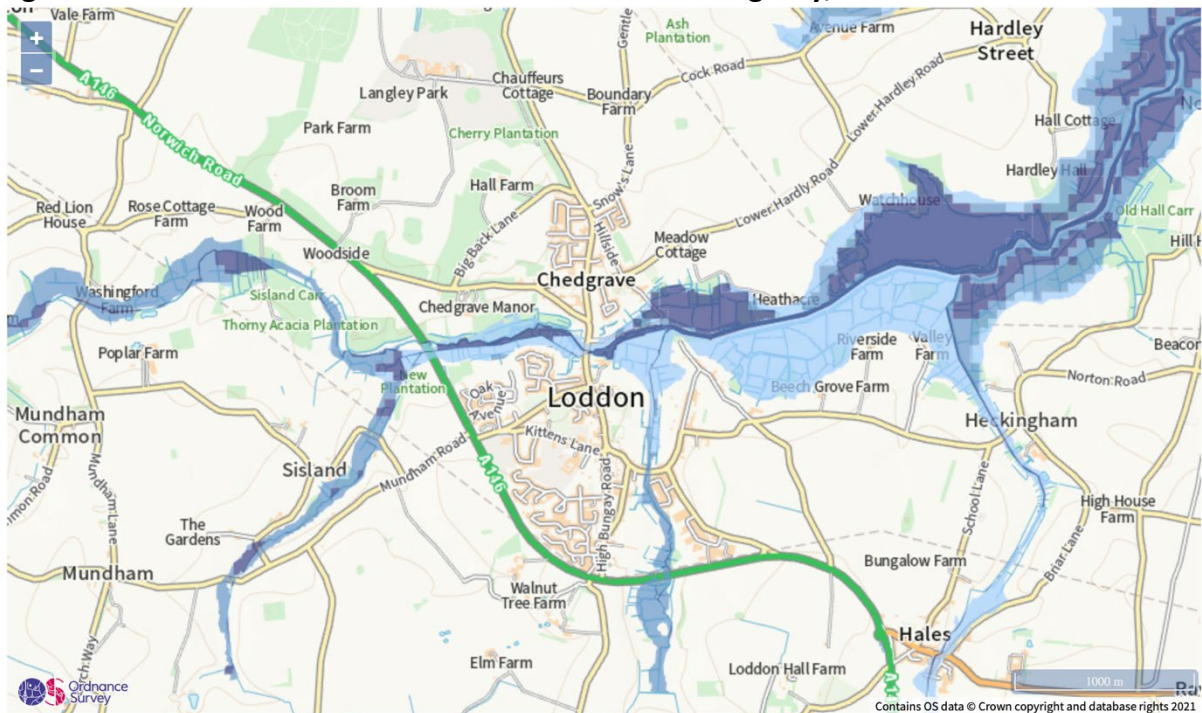 Vale Farm
+
−
A146
Norwich Road
Langley Park
Chauffeurs
Cottage
Gentle
Ash
Plantation
Avenue Farm
Hardley
Street
Cock Road
Boundary
Farm
Park Farm
Cherry Plantation
Lower Hardley Road
Hall Cottage
Hardley Hall
Broom
Farm
Hall Farm
Snow's Lane
Watchhouse
Red Lion
House
Rose Cottage
Farm
Wood
Farm
Woodside
Big Back Lane
Hillside
Lower Hardly Road
Meadow
Cottage
Old Hall Carr
Hill H
Chedgrave
Washingford
Farm
Sisland Carr
Chedgrave Manor
Heathacre
Thorny Acacia Plantation
Poplar Farm
New
Plantation
Riverside
Farm
Valley
Farm
Beacon
Oak
Avenue
Loddon
Beech Grove Farm
Norton Road
Mundham
Common
Kittens Lane
Heckingham
Mundham Road
Sisland
A146
High Bungay Road
School Lane
Mundham Lane
High House
Farm
The
Gardens
Mundham
Walnut
Tree Farm
Bungalow Farm
Briar Lane
Elm Farm
Loddon Hall Farm
Hales
A1
1000 m
Ordnance
Survey
Contains OS data © Crown copyright and database rights 2021